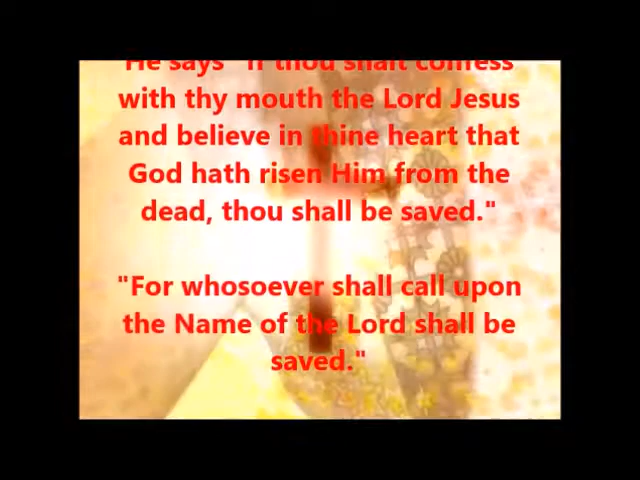 He says "If thou shalt confess
with thy mouth the Lord Jesus
and believe in thine heart that
God hath risen Him from the
dead, thou shall be saved."
"For whosoever shall call upon
the Name of the Lord shall be
saved."